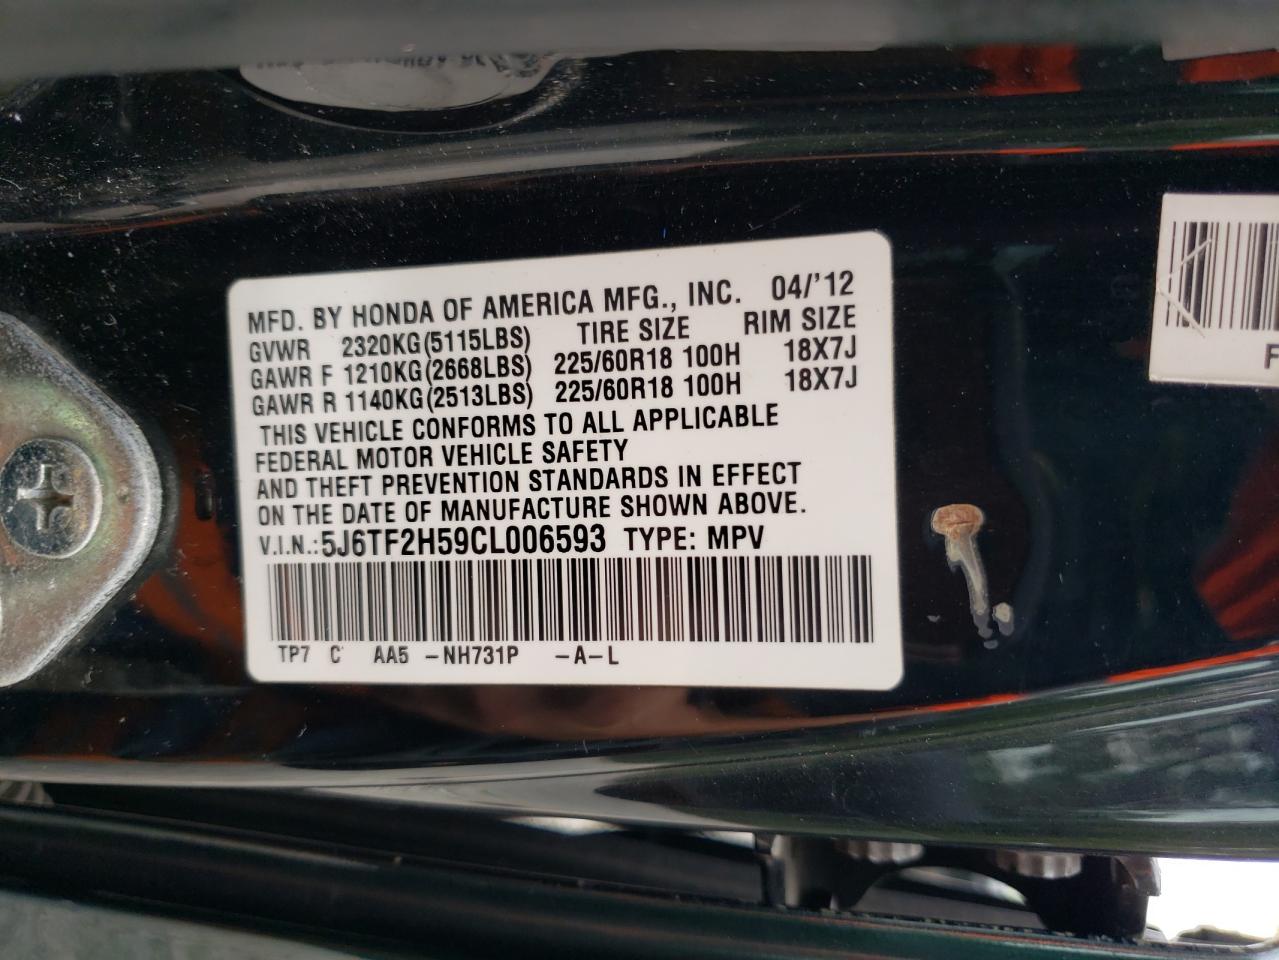 MFD. BY HONDA OF AMERICA MFG., INC. 04/'12
GVWR 2320KG(5115LBS) TIRE SIZE RIM SIZE
GAWR F 1210KG(2668LBS) 225/60R18 100H 18X7J
GAWR R 1140KG(2513LBS) 225/60R18 100H 18X7J
THIS VEHICLE CONFORMS TO ALL APPLICABLE
FEDERAL MOTOR VEHICLE SAFETY
AND THEFT PREVENTION STANDARDS IN EFFECT
ON THE DATE OF MANUFACTURE SHOWN ABOVE.
V.I.N.: 5J6TF2H59CL006593 TYPE: MPV
TP7 C AA5 -NH731P -A-L
F